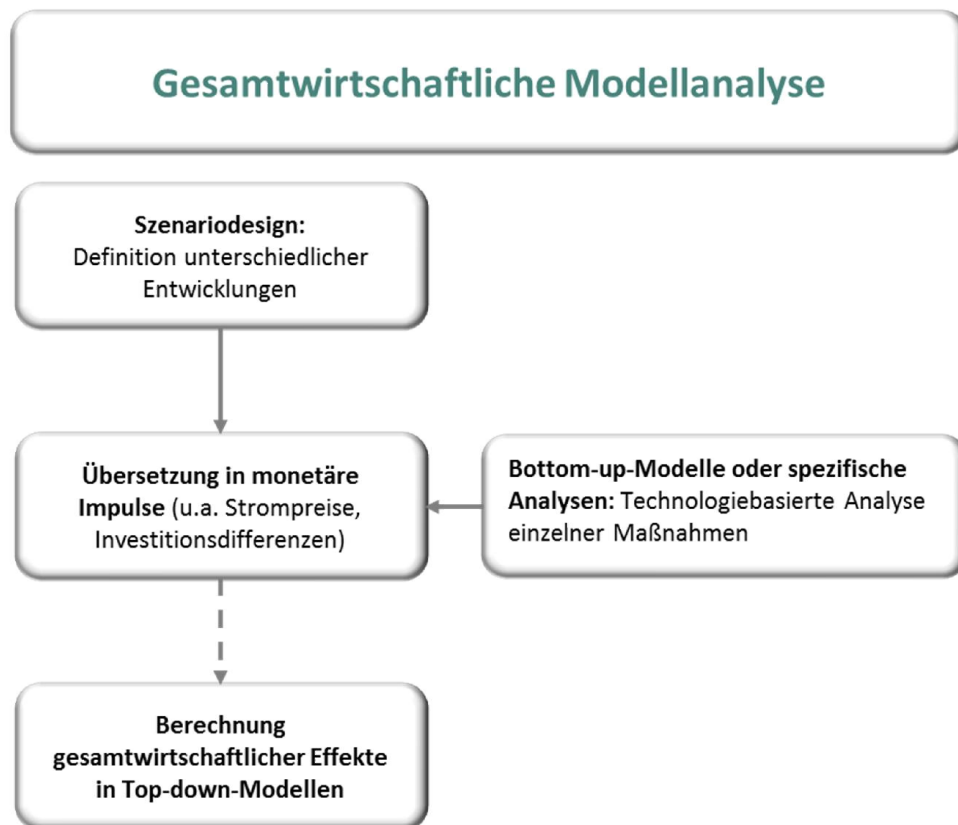 Gesamtwirtschaftliche Modellanalyse
Szenariodesign:
Definition unterschiedlicher
Entwicklungen
Übersetzung in monetäre
Impulse (u.a. Strompreise,
Investitionsdifferenzen)
Bottom-up-Modelle oder spezifische
Analysen: Technologiebasierte Analyse
einzelner Maßnahmen
Berechnung
gesamtwirtschaftlicher Effekte
in Top-down-Modellen